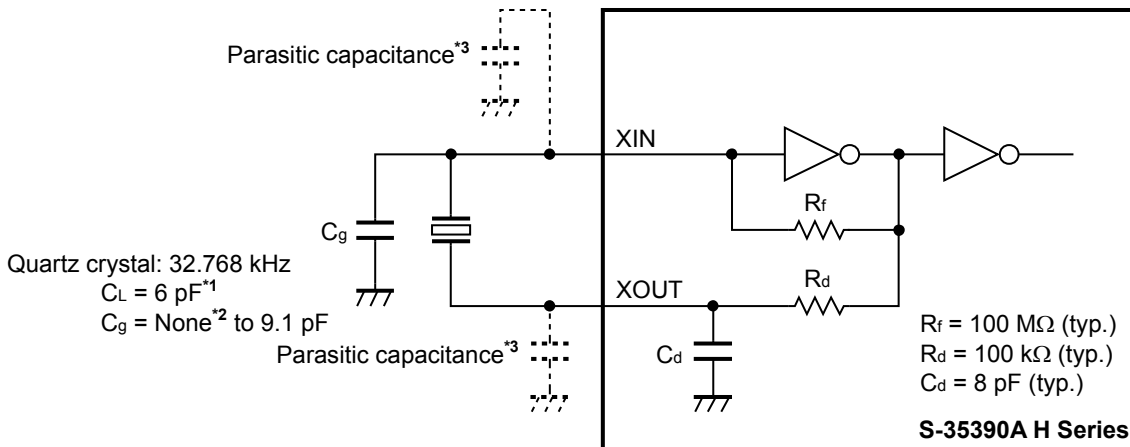 Parasitic capacitance*3
XIN
Rf
Cg
Quartz crystal: 32.768 kHz
CL = 6 pF*1
Cg = None*2 to 9.1 pF
XOUT
Rd
Parasitic capacitance*3
Cd
Rf = 100 MΩ (typ.)
Rd = 100 kΩ (typ.)
Cd = 8 pF (typ.)
S-35390A H Series